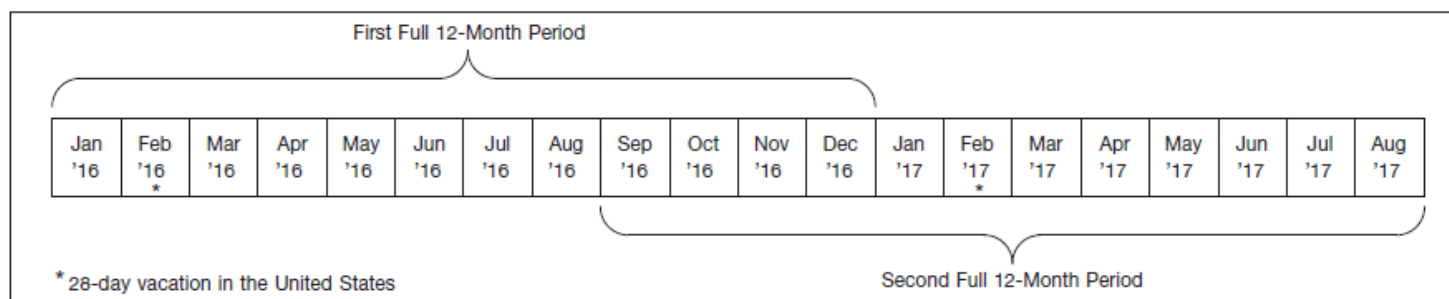 First Full 12-Month Period
Jan Feb Mar Apr May Jun Jul Aug Sep Oct Nov Dec Jan Feb Mar Apr May Jun Jul Aug
'16 '16 '16 '16 '16 '16 '16 '16 '16 '16 '16 '16 '17 '17 '17 '17 '17 '17 '17 '17
* *
Second Full 12-Month Period
* 28-day vacation in the United States